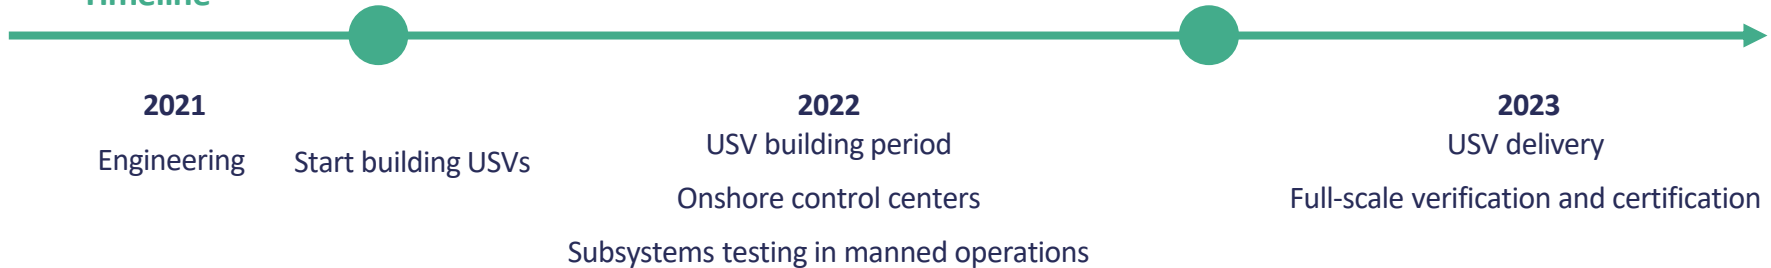 Timeline
2021
Engineering
Start building USVs
2022
USV building period
Onshore control centers
Subsystems testing in manned operations
2023
USV delivery
Full-scale verification and certification